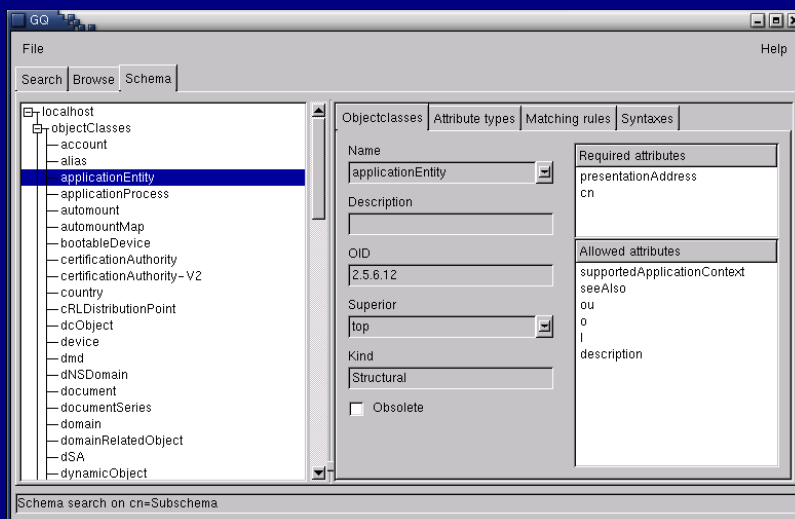 GQ
File
Help
Search
Browse
Schema
localhost
objectClasses
account
alias
applicationEntity
applicationProcess
automount
automountMap
bootableDevice
certificationAuthority
certificationAuthority-V2
country
cRLDistributionPoint
dcObject
device
dmd
dNSDomain
document
documentSeries
domain
domainRelatedObject
dSA
dynamicObject
Objectclasses
Attribute types
Matching rules
Syntaxes
Name
applicationEntity
Description
OID
2.5.6.12
Superior
top
Kind
Structural
Obsolete
Required attributes
presentationAddress
cn
Allowed attributes
supportedApplicationContext
seeAlso
ou
o
l
description
Schema search on cn=Subschema